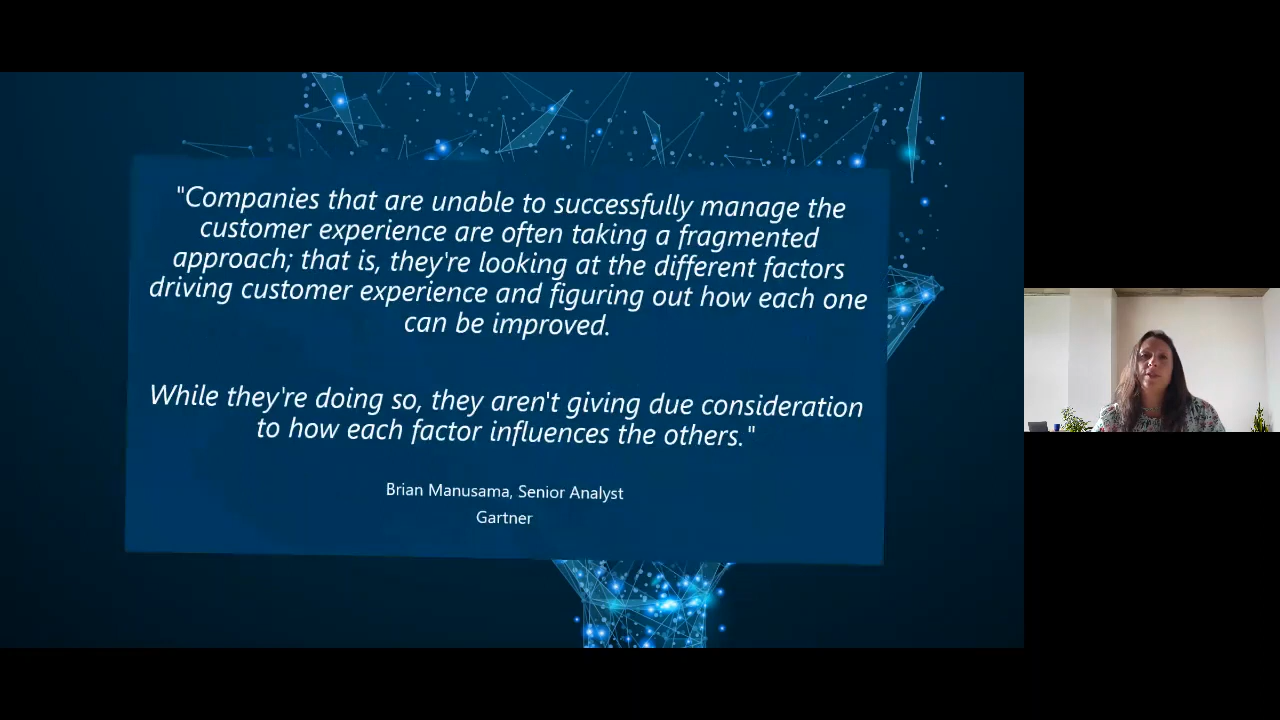 "Companies that are unable to successfully manage the
customer experience are often taking a fragmented
approach; that is, they're looking at the different factors
driving customer experience and figuring out how each one
can be improved.
While they're doing so, they aren't giving due consideration
to how each factor influences the others."
Brian Manusama, Senior Analyst
Gartner